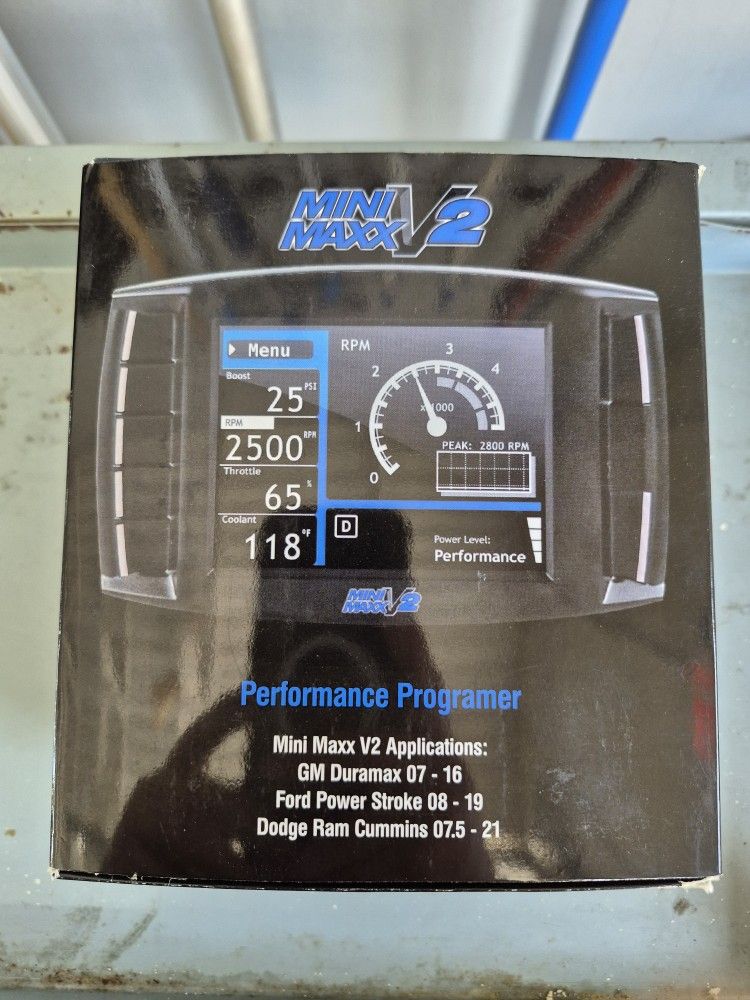 MINI
MAXX V2
Menu
Boost
25 PSI
RPM
2500 RPM
Throttle
65 %
Coolant
118 °F
RPM
0
1
2
3
4
x 1000
PEAK: 2800 RPM
D
Power Level:
Performance
MINI
MAXX V2
Performance Programer
Mini Maxx V2 Applications:
GM Duramax 07 - 16
Ford Power Stroke 08 - 19
Dodge Ram Cummins 07.5 - 21